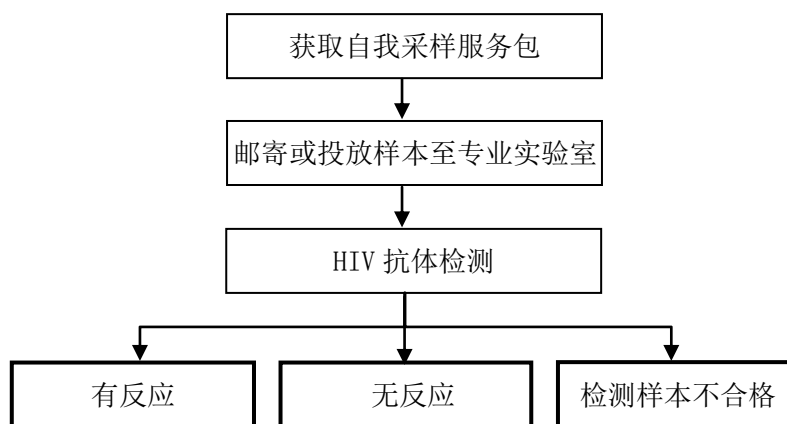 获取自我采样服务包
邮寄或投放样本至专业实验室
HIV 抗体检测
有反应
无反应
检测样本不合格